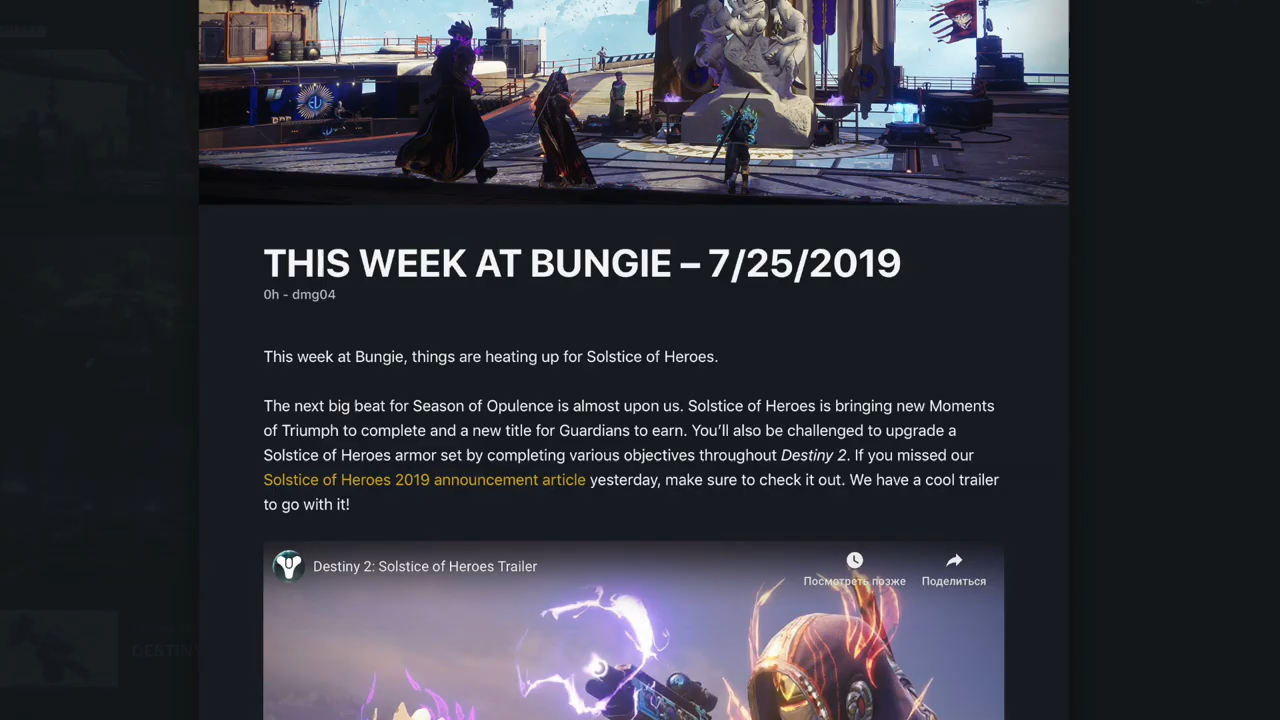 THIS WEEK AT BUNGIE – 7/25/2019
0h - dmg04
This week at Bungie, things are heating up for Solstice of Heroes.
The next big beat for Season of Opulence is almost upon us. Solstice of Heroes is bringing new Moments
of Triumph to complete and a new title for Guardians to earn. You’ll also be challenged to upgrade a
Solstice of Heroes armor set by completing various objectives throughout Destiny 2. If you missed our
Solstice of Heroes 2019 announcement article yesterday, make sure to check it out. We have a cool trailer
to go with it!
Destiny 2: Solstice of Heroes Trailer
Посмотреть позже
Поделиться